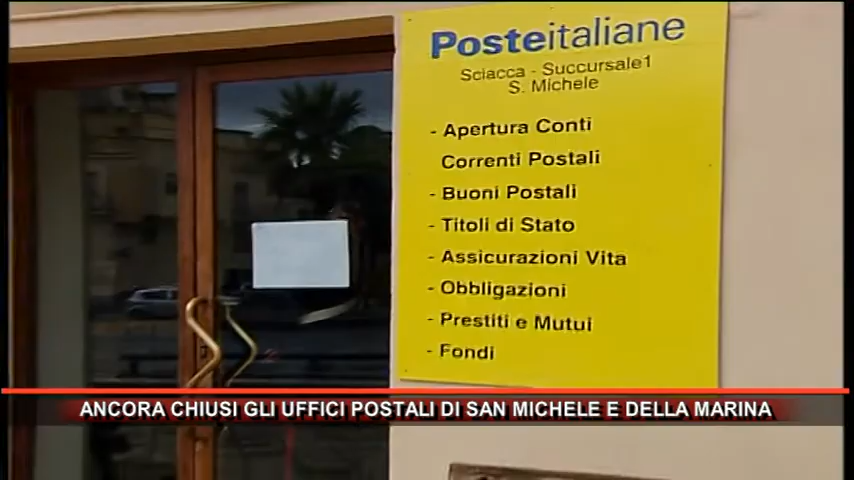 Posteitaliane
Sciacca - Succursale1
S. Michele
- Apertura Conti
Correnti Postali
- Buoni Postali
- Titoli di Stato
- Assicurazioni Vita
- Obbligazioni
- Prestiti e Mutui
- Fondi
ANCORA CHIUSI GLI UFFICI POSTALI DI SAN MICHELE E DELLA MARINA